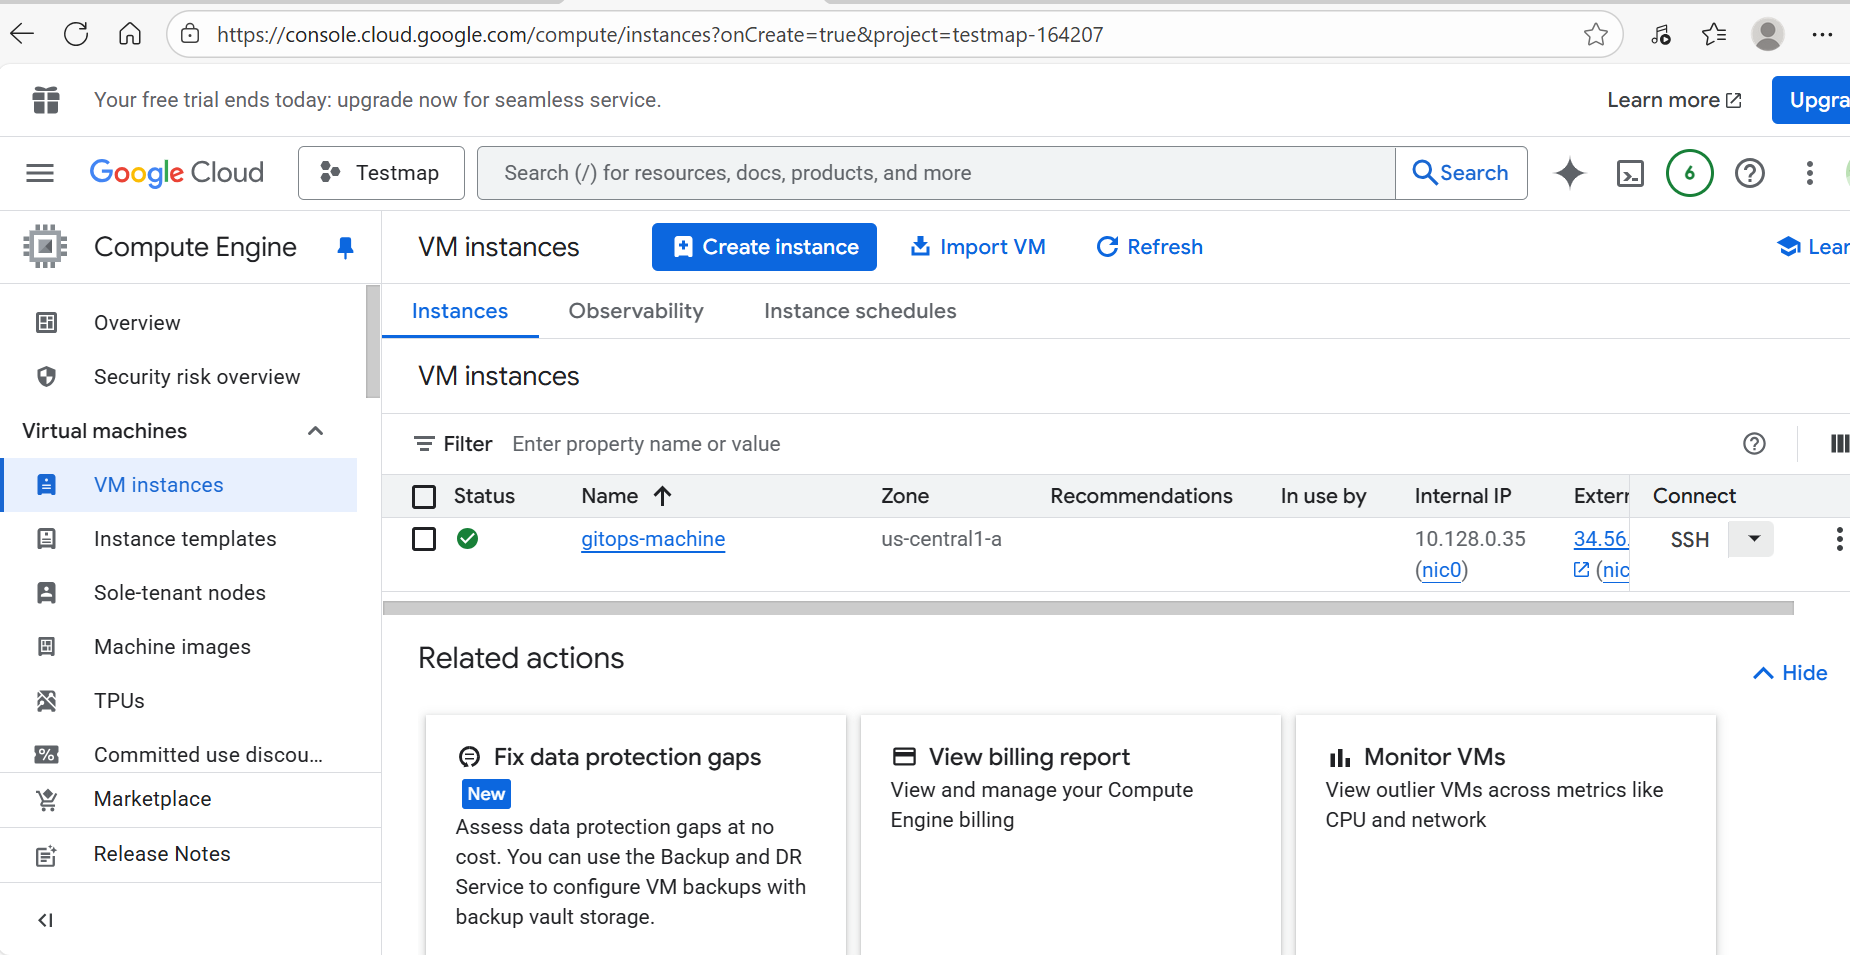 https://console.cloud.google.com/compute/instances?onCreate=true&project=testmap-164207
Your free trial ends today: upgrade now for seamless service.
Learn more
Upgra
Google Cloud
Testmap
Search (/) for resources, docs, products, and more
Search
6
Compute Engine
VM instances
Create instance
Import VM
Refresh
Lear
Overview
Security risk overview
Virtual machines
VM instances
Instance templates
Sole-tenant nodes
Machine images
TPUs
Committed use discou...
Marketplace
Release Notes
Instances
Observability
Instance schedules
VM instances
Filter
Enter property name or value
Status
Name
Zone
Recommendations
In use by
Internal IP
Extern
Connect
gitops-machine
us-central1-a
10.128.0.35
(nic0)
34.56.
(nic
SSH
Related actions
Hide
Fix data protection gaps
New
Assess data protection gaps at no
cost. You can use the Backup and DR
Service to configure VM backups with
backup vault storage.
View billing report
View and manage your Compute
Engine billing
Monitor VMs
View outlier VMs across metrics like
CPU and network